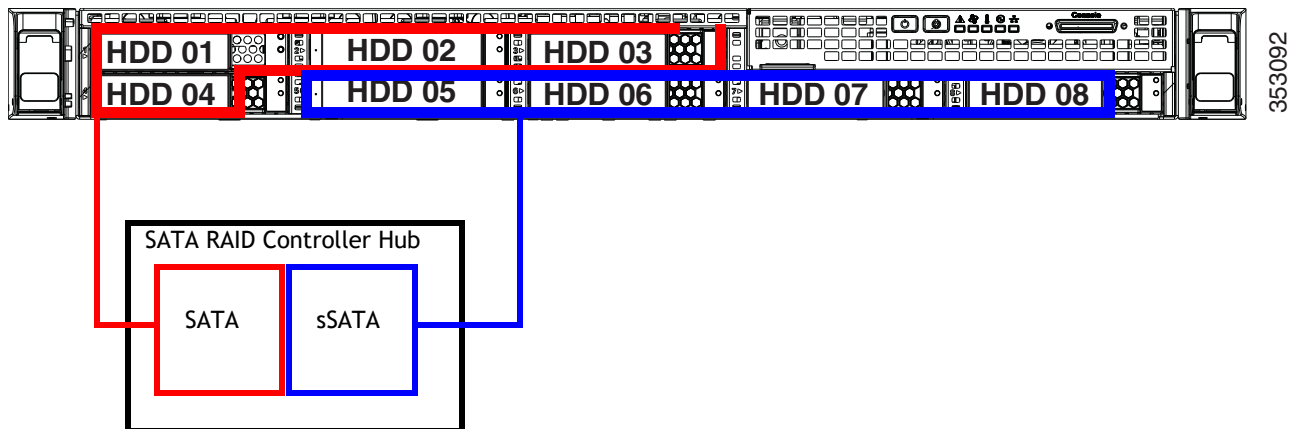 Console
HDD 01 HDD 02 HDD 03
HDD 04 HDD 05 HDD 06 HDD 07 HDD 08
353092
SATA RAID Controller Hub
SATA sSATA